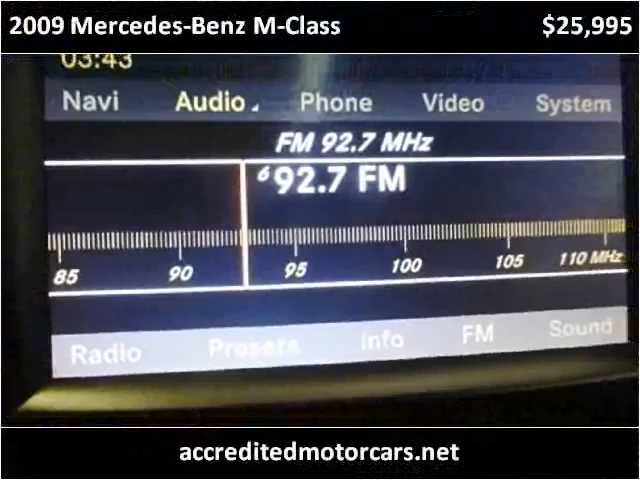 2009 Mercedes-Benz M-Class $25,995
03:43
Navi Audio Phone Video System
FM 92.7 MHz
6 92.7 FM
85 90 95 100 105 110 MHz
Radio Presets Info FM Sound
accreditedmotorcars.net